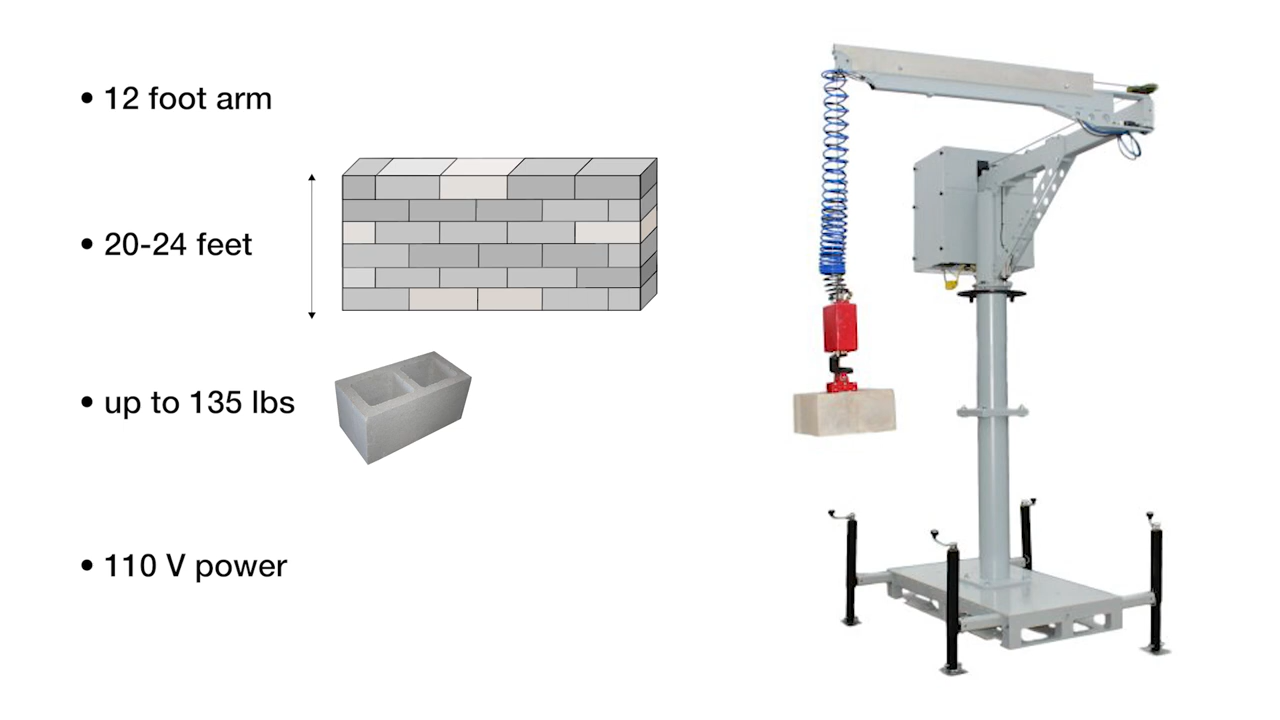 • 12 foot arm
• 20-24 feet
• up to 135 lbs
• 110 V power